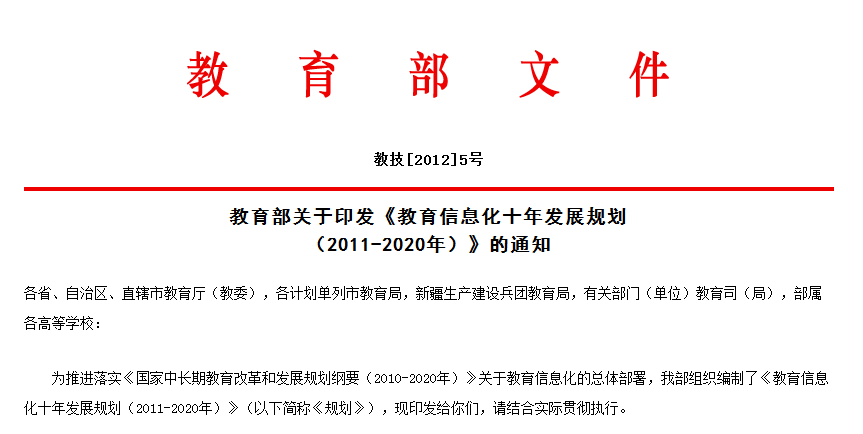 教育部文件
教技[2012]5号
教育部关于印发《教育信息化十年发展规划
（2011-2020年）》的通知
各省、自治区、直辖市教育厅（教委），各计划单列市教育局，新疆生产建设兵团教育局，有关部门（单位）教育司（局），部属
各高等学校：
为推进落实《国家中长期教育改革和发展规划纲要（2010-2020年）》关于教育信息化的总体部署，我部组织编制了《教育信息
化十年发展规划（2011-2020年）》（以下简称《规划》），现印发给你们，请结合实际贯彻执行。